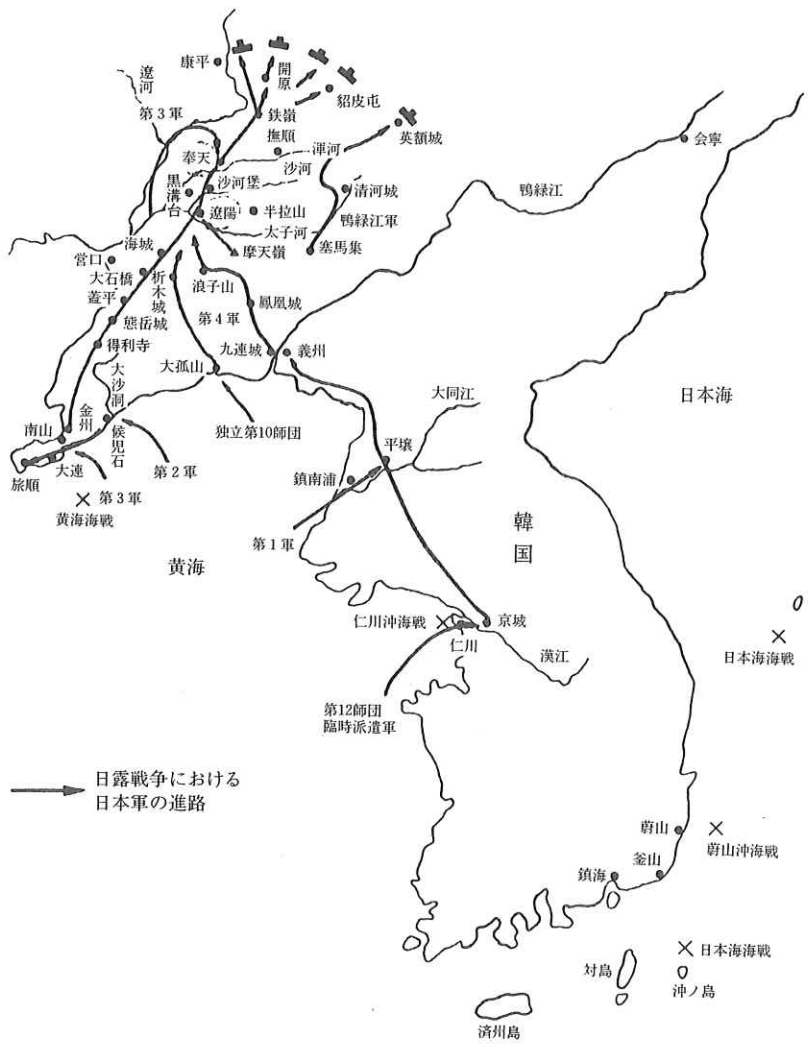 康平
開原
遼河
第3軍
鉄嶺
貂皮屯
撫順
渾河
英額城
会寧
奉天
沙河
黒溝台
沙河堡
清河城
鴨緑江
遼陽
半拉山
鴨緑江軍
太子河
海城
摩天嶺
塞馬集
営口
大石橋
析木城
浪子山
蓋平
鳳凰城
熊岳城
第4軍
得利寺
九連城
義州
大孤山
大沙洞
大同江
日本海
金州
南山
候児石
独立第10師団
平壌
旅順
大連
第2軍
鎮南浦
第3軍
黄海海戦
第1軍
韓国
黄海
仁川沖海戦
京城
仁川
漢江
日本海海戦
第12師団
臨時派遣軍
日露戦争における
日本軍の進路
蔚山
蔚山沖海戦
釜山
鎮海
日本海海戦
対島
沖ノ島
済州島